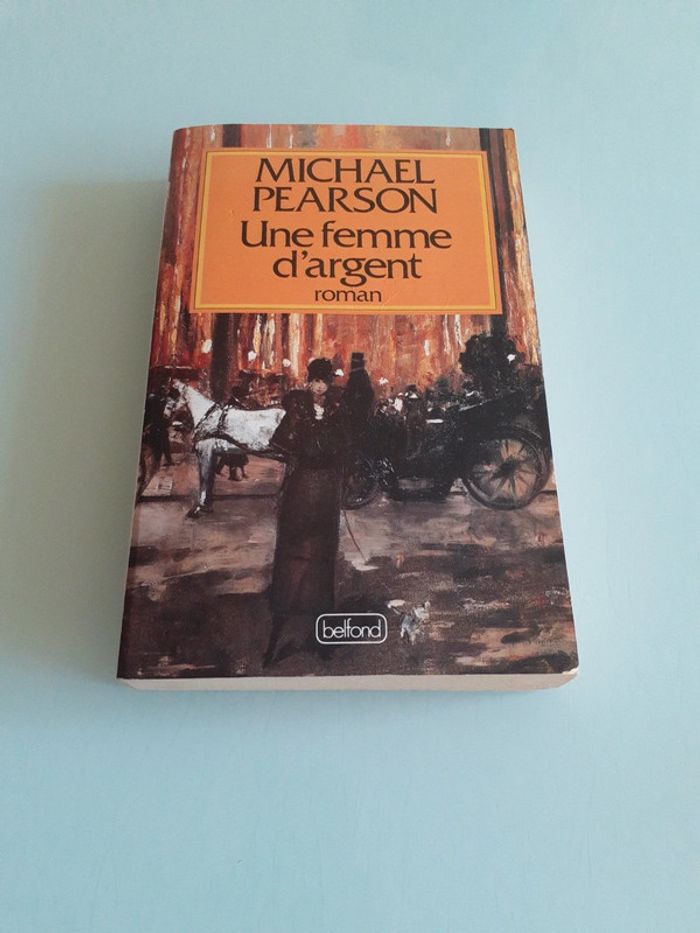 MICHAEL
PEARSON
Une femme
d'argent
roman
belfond